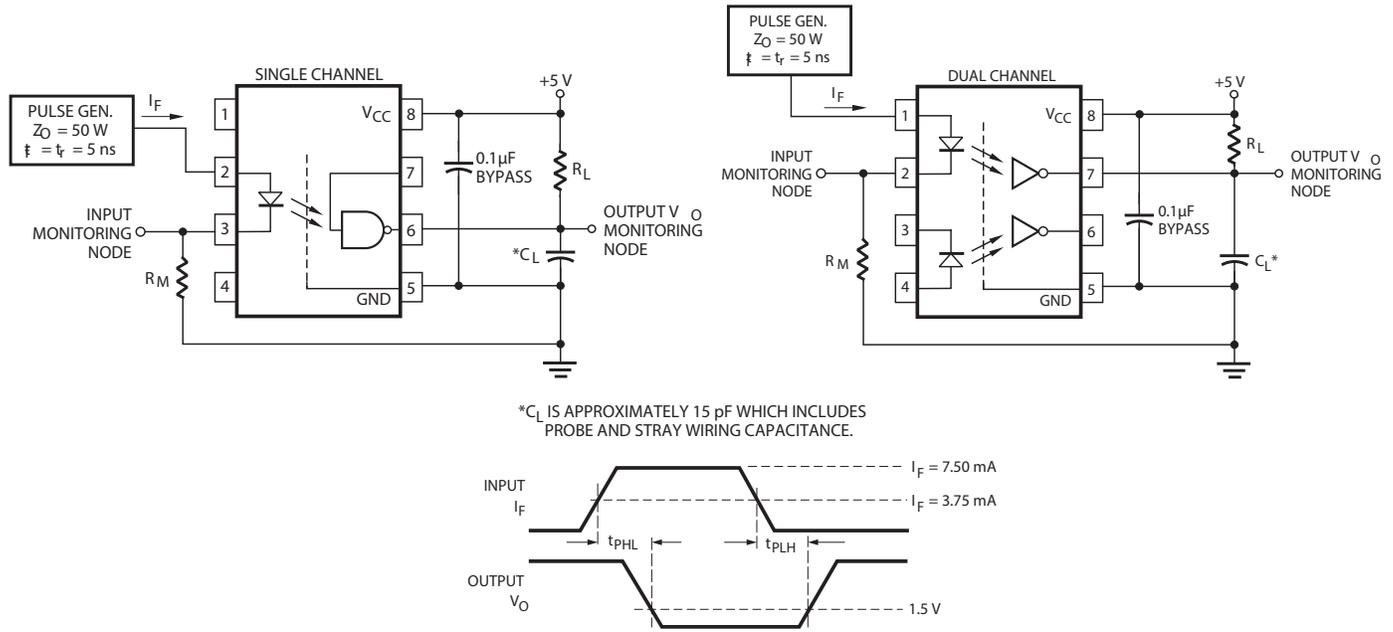 SINGLE CHANNEL
PULSE GEN.
ZO = 50 W
tf = tr = 5 ns
IF
1
2
3
4
VCC 8
7
6
5
GND
INPUT
MONITORING
NODE
RM
0.1µF
BYPASS
+5 V
RL
*CL
OUTPUT V O
MONITORING
NODE
PULSE GEN.
ZO = 50 W
tf = tr = 5 ns
DUAL CHANNEL
IF
1
2
3
4
VCC 8
7
6
5
GND
INPUT
MONITORING
NODE
RM
0.1µF
BYPASS
+5 V
RL
CL*
OUTPUT V O
MONITORING
NODE
*CL IS APPROXIMATELY 15 pF WHICH INCLUDES
PROBE AND STRAY WIRING CAPACITANCE.
INPUT
IF
IF = 7.50 mA
IF = 3.75 mA
tPHL
tPLH
OUTPUT
VO
1.5 V